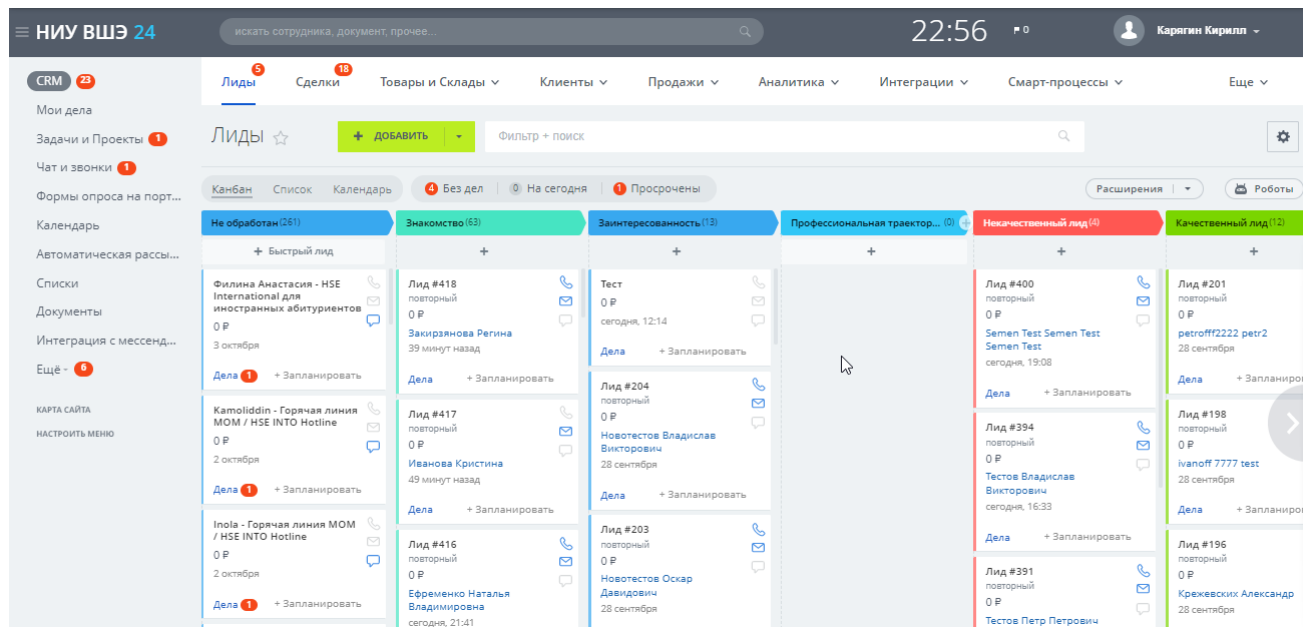 НИУ ВШЭ 24
искать сотрудника, документ, прочее...
22:56
0
Карягин Кирилл
CRM 23
Мои дела
Задачи и Проекты 1
Чат и звонки 1
Формы опроса на порт...
Календарь
Автоматическая рассы...
Списки
Документы
Интеграция с мессенд...
Ещё - 6
КАРТА САЙТА
НАСТРОИТЬ МЕНЮ
Лиды 5
Сделки 18
Товары и Склады
Клиенты
Продажи
Аналитика
Интеграции
Смарт-процессы
Еще
Лиды
+ ДОБАВИТЬ
Фильтр + поиск
Канбан Список Календарь
4 Без дел 0 На сегодня 1 Просрочены
Расширения
Роботы
Не обработан (261)
+ Быстрый лид
Филина Анастасия - HSE
International для
иностранных абитуриентов
0 ₽
3 октября
Дела 1 + Запланировать
Kamoliddin - Горячая линия
МОМ / HSE INTO Hotline
0 ₽
2 октября
Дела 1 + Запланировать
Inola - Горячая линия МОМ
/ HSE INTO Hotline
0 ₽
2 октября
Дела 1 + Запланировать
Знакомство (63)
+
Лид #418
повторный
0 ₽
Закирзянова Регина
39 минут назад
Дела + Запланировать
Лид #417
повторный
0 ₽
Иванова Кристина
49 минут назад
Дела + Запланировать
Лид #416
повторный
0 ₽
Ефременко Наталья
Владимировна
сегодня, 21:41
Заинтересованность (13)
+
Тест
0 ₽
сегодня, 12:14
Дела + Запланировать
Лид #204
повторный
0 ₽
Новотестов Владислав
Викторович
28 сентября
Дела + Запланировать
Лид #203
повторный
0 ₽
Новотестов Оскар
Давидович
28 сентября
Профессиональная траектор... (0)
+
Некачественный лид (4)
+
Лид #400
повторный
0 ₽
Semen Test Semen Test
Semen Test
сегодня, 19:08
Дела + Запланировать
Лид #394
повторный
0 ₽
Тестов Владислав
Викторович
сегодня, 16:33
Дела + Запланировать
Лид #391
повторный
0 ₽
Тестов Петр Петрович
Качественный лид (12)
+
Лид #201
повторный
0 ₽
petrofff2222 petr2
28 сентября
Дела + Запланиро
Лид #198
повторный
0 ₽
ivanoff 7777 test
28 сентября
Дела + Запланиро
Лид #196
повторный
0 ₽
Крежевских Александр
28 сентября